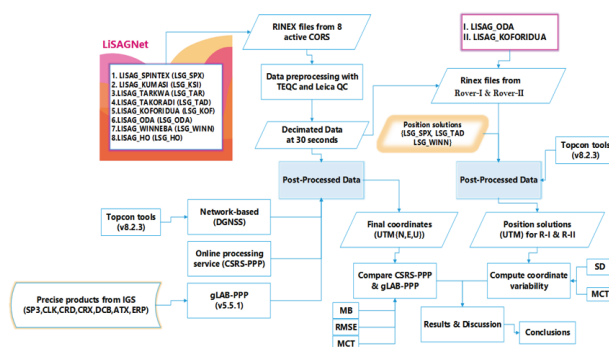 LiSAGNet
1. LISAG_SPINTEX (LSG_SPX)
2. LISAG_KUMASI (LSG_KSI)
3.LISAG_TARKWA (LSG_TAR)
4.LISAG_TAKORADI (LSG_TAD)
5.LISAG_KOFORIDUA (LSG_KOF)
6.LISAG_ODA (LSG_ODA)
7.LISAG_WINNEBA (LSG_WINN)
8.LISAG_HO (LSG_HO)
RINEX files from 8
active CORS
I. LISAG_ODA
II. LISAG_KOFORIDUA
Data preprocessing with
TEQC and Leica QC
Rinex files from
Rover-I & Rover-II
Decimated Data
at 30 seconds
Position solutions
(LSG_SPX, LSG_TAD
LSG_WINN)
Topcon tools
(v8.2.3)
Post-Processed Data
Post-Processed Data
Topcon tools
(v8.2.3)
Network-based
(DGNSS)
Final coordinates
(UTM(N,E,U))
Position solutions
(UTM) for R-I & R-II
Online processing
service (CSRS-PPP)
Precise products from IGS
(SP3,CLK,CRD,CRX,DCB,ATX,ERP)
gLAB-PPP
(v5.5.1)
Compare CSRS-PPP
& gLAB-PPP
Compute coordinate
variability
SD
MCT
MB
RMSE
MCT
Results & Discussion
Conclusions